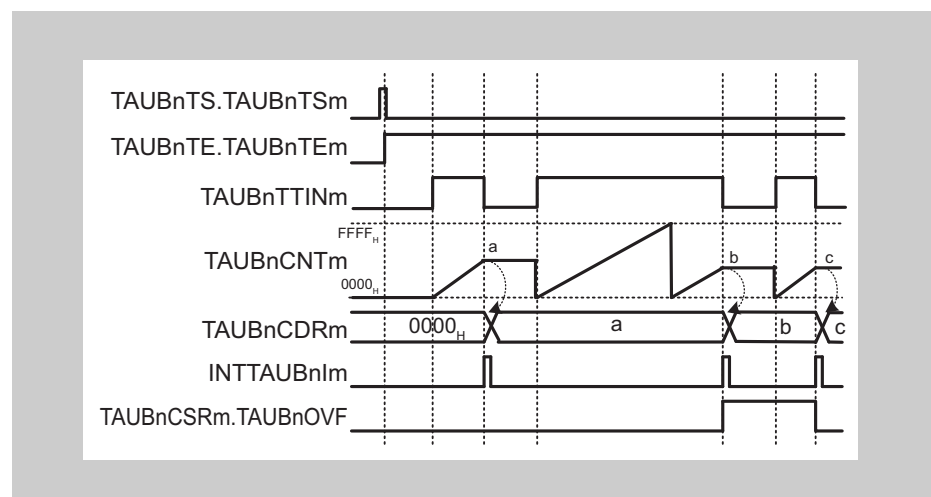 TAUBnTS.TAUBnTSm
TAUBnTE.TAUBnTEm
TAUBnTTINm
FFFFH
a
b
c
TAUBnCNTm
0000H
TAUBnCDRm
0000H
a
b
c
INTTAUBnIm
TAUBnCSRm.TAUBnOVF